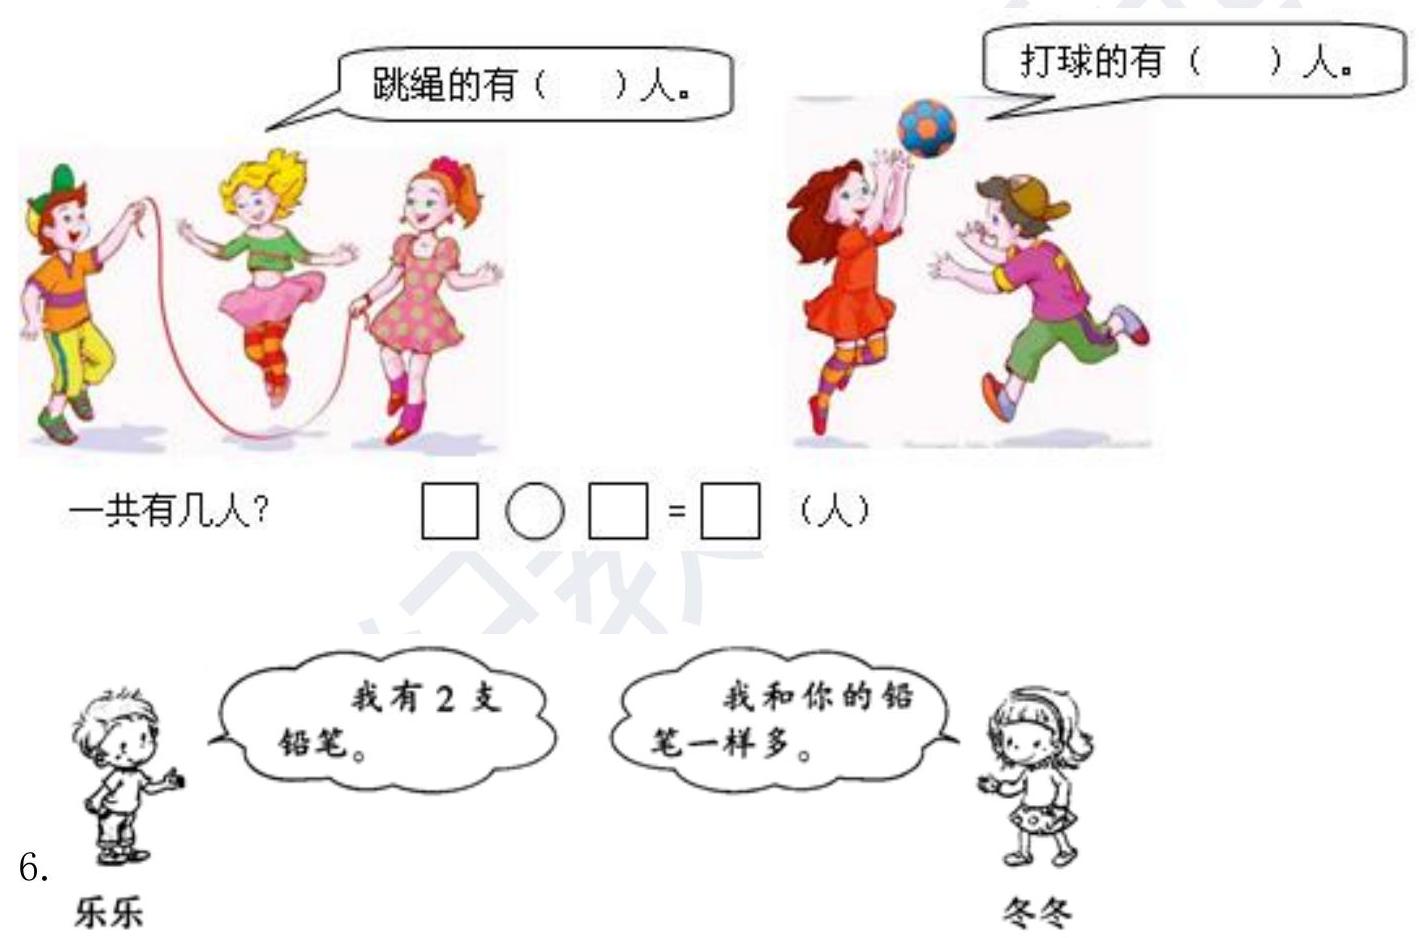 跳绳的有（　　）人。
打球的有（　　）人。
一共有几人？　□○□=□（人）
我有2支
铅笔。
我和你的铅
笔一样多。
6.
乐乐
冬冬